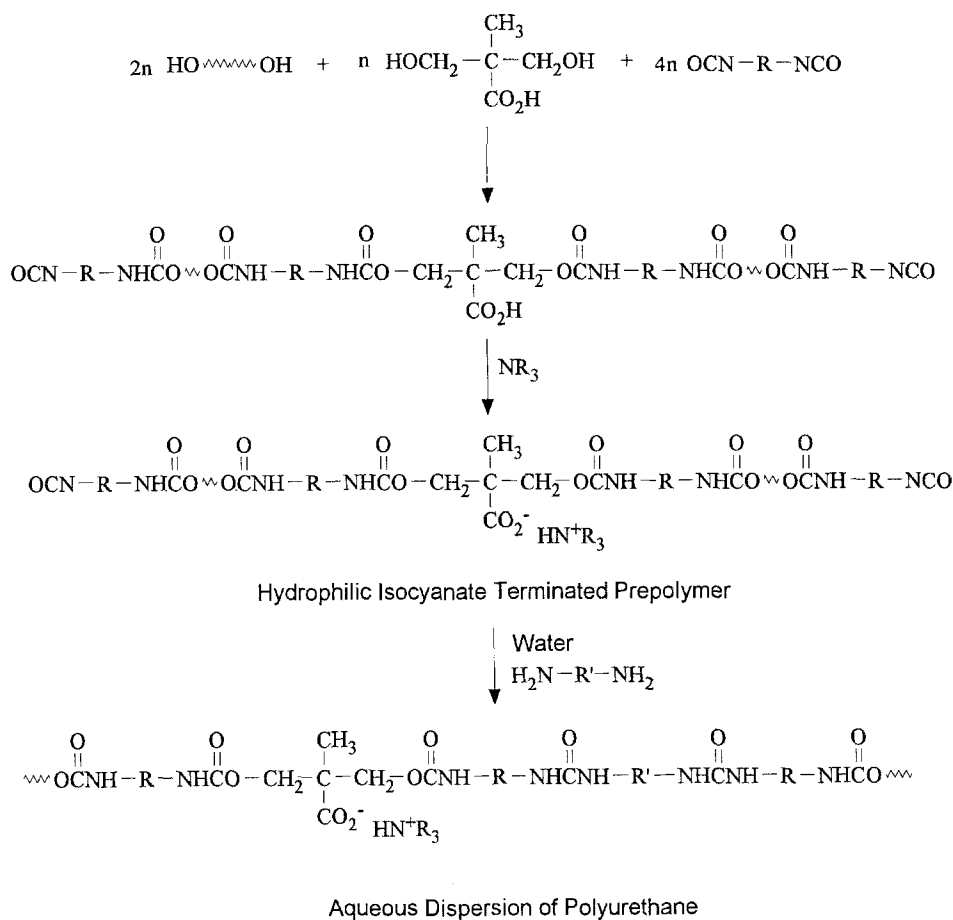 CH3
2n HO OH + n HOCH2-C-CH2OH + 4n OCN-R-NCO
CO2H
O O O CH3 O O O
OCN-R-NHCO OCNH-R-NHCO-CH2-C-CH2-OCNH-R-NHCO OCNH-R-NCO
CO2H
NR3
O O O CH3 O O O
OCN-R-NHCO OCNH-R-NHCO-CH2-C-CH2-OCNH-R-NHCO OCNH-R-NCO
CO2- HN+R3
Hydrophilic Isocyanate Terminated Prepolymer
Water
H2N-R'-NH2
O O CH3 O O O O
OCNH-R-NHCO-CH2-C-CH2-OCNH-R-NHCNH-R'-NHCNH-R-NHCO
CO2- HN+R3
Aqueous Dispersion of Polyurethane